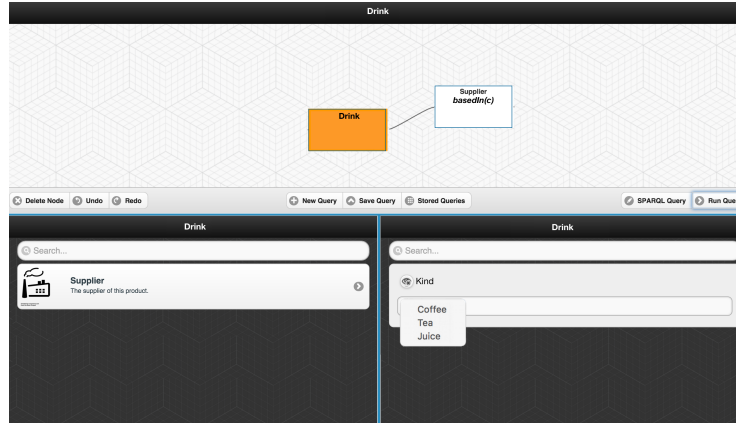 Drink
Supplier
basedIn(c)
Drink
Delete Node Undo Redo New Query Save Query Stored Queries SPARQL Query Run Que
Drink
Search...
Supplier
The supplier of this product.
Drink
Search...
Kind
Coffee
Tea
Juice